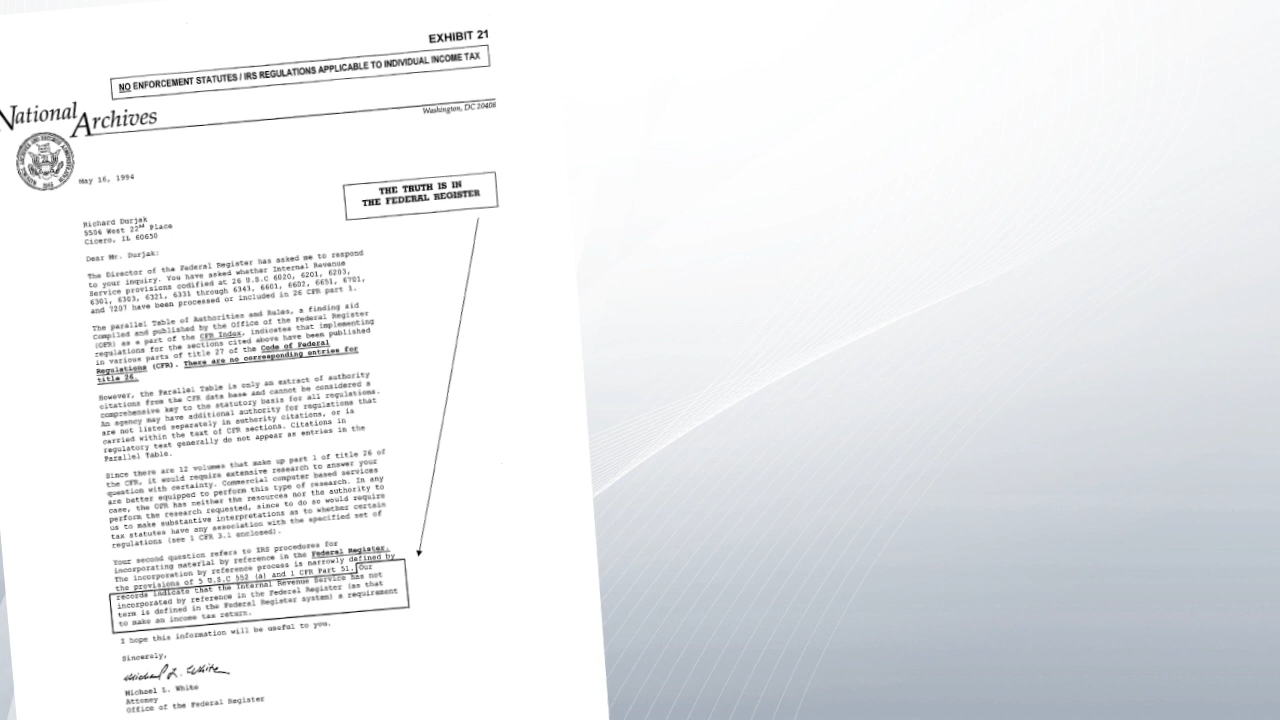 EXHIBIT 21
NO ENFORCEMENT STATUTES / IRS REGULATIONS APPLICABLE TO INDIVIDUAL INCOME TAX
National Archives
Washington, DC 20408
May 16, 1994
THE TRUTH IS IN
THE FEDERAL REGISTER
Richard Durjak
5506 West 22nd Place
Cicero, IL 60650
Dear Mr. Durjak:
The Director of the Federal Register has asked me to respond
to your inquiry. You have asked whether Internal Revenue
Service provisions codified at 26 U.S.C 6020, 6201, 6203,
6301, 6303, 6321, 6331 through 6343, 6601, 6602, 6651, 6701,
and 7207 have been processed or included in 26 CFR part 1.
The parallel Table of Authorities and Rules, a finding aid
Compiled and published by the Office of the Federal Register
(OFR) as a part of the CFR Index, indicates that implementing
regulations for the sections cited above have been published
in various parts of title 27 of the Code of Federal
Regulations (CFR). There are no corresponding entries for
title 26.
However, the Parallel Table is only an extract of authority
citations from the CFR data base and cannot be considered a
comprehensive key to the statutory basis for all regulations.
An agency may have additional authority for regulations that
are not listed separately in authority citations, or is
carried within the text of CFR sections. Citations in
regulatory text generally do not appear as entries in the
Parallel Table.
Since there are 12 volumes that make up part 1 of title 26 of
the CFR, it would require extensive research to answer your
question with certainty. Commercial computer based services
are better equipped to perform this type of research. In any
case, the OFR has neither the resources nor the authority to
perform the research requested, since to do so would require
us to make substantive interpretations as to whether certain
tax statutes have any association with the specified set of
regulations (see 1 CFR 3.1 enclosed).
Your second question refers to IRS procedures for
incorporating material by reference in the Federal Register.
The incorporation by reference process is narrowly defined by
the provisions of 5 U.S.C 552 (a) and 1 CFR Part 51. Our
records indicate that the Internal Revenue Service has not
incorporated by reference in the Federal Register (as that
term is defined in the Federal Register system) a requirement
to make an income tax return.
I hope this information will be useful to you.
Sincerely,
Michael L. White
Michael L. White
Attorney
Office of the Federal Register